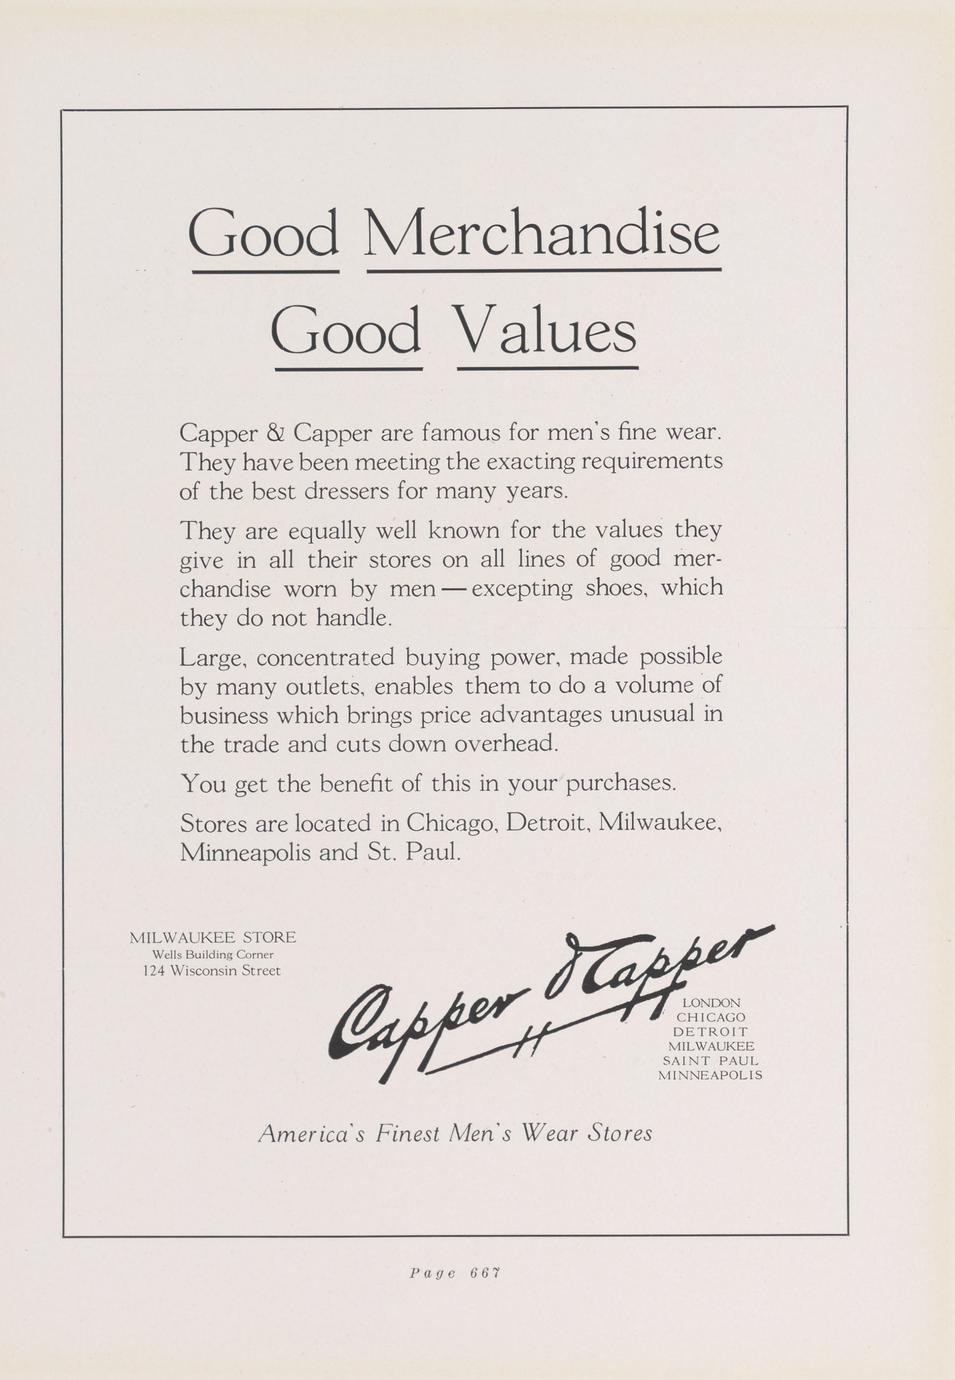 Good Merchandise
Good Values
Capper & Capper are famous for men's fine wear.
They have been meeting the exacting requirements
of the best dressers for many years.
They are equally well known for the values they
give in all their stores on all lines of good mer-
chandise worn by men — excepting shoes, which
they do not handle.
Large, concentrated buying power, made possible
by many outlets, enables them to do a volume of
business which brings price advantages unusual in
the trade and cuts down overhead.
You get the benefit of this in your purchases.
Stores are located in Chicago, Detroit, Milwaukee,
Minneapolis and St. Paul.
MILWAUKEE STORE
Wells Building Corner
124 Wisconsin Street
Capper & Capper
LONDON
CHICAGO
DETROIT
MILWAUKEE
SAINT PAUL
MINNEAPOLIS
America's Finest Men's Wear Stores
Page 667